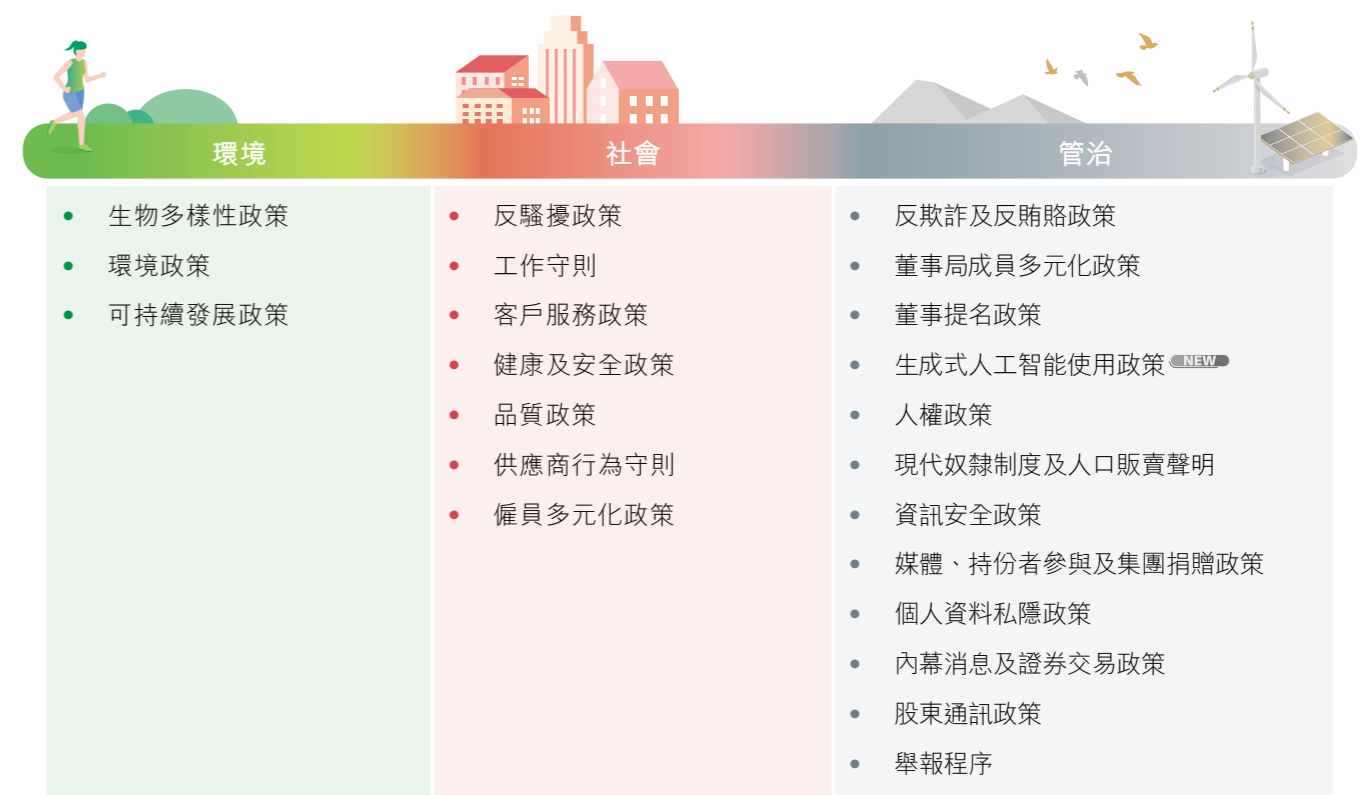 環境
生物多樣性政策
環境政策
可持續發展政策
社會
反騷擾政策
工作守則
客戶服務政策
健康及安全政策
品質政策
供應商行為守則
僱員多元化政策
管治
反欺詐及反賄賂政策
董事局成員多元化政策
董事提名政策
生成式人工智能使用政策 NEW
人權政策
現代奴隸制度及人口販賣聲明
資訊安全政策
媒體、持份者參與及集團捐贈政策
個人資料私隱政策
內幕消息及證券交易政策
股東通訊政策
舉報程序